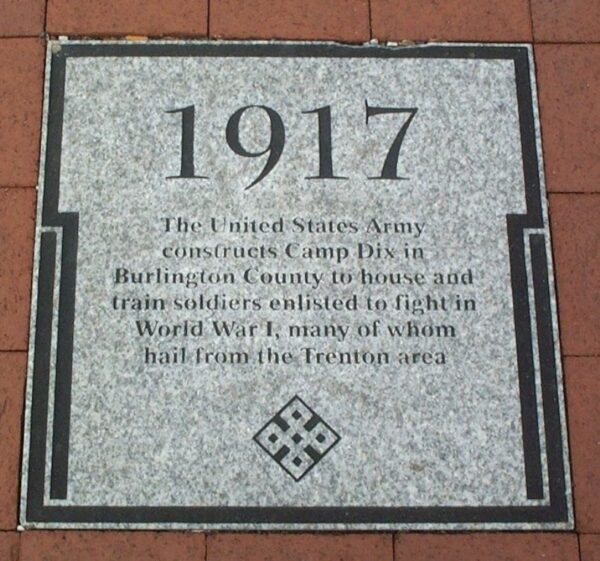 1917
The United States Army
constructs Camp Dix in
Burlington County to house and
train soldiers enlisted to fight in
World War I, many of whom
hail from the Trenton area